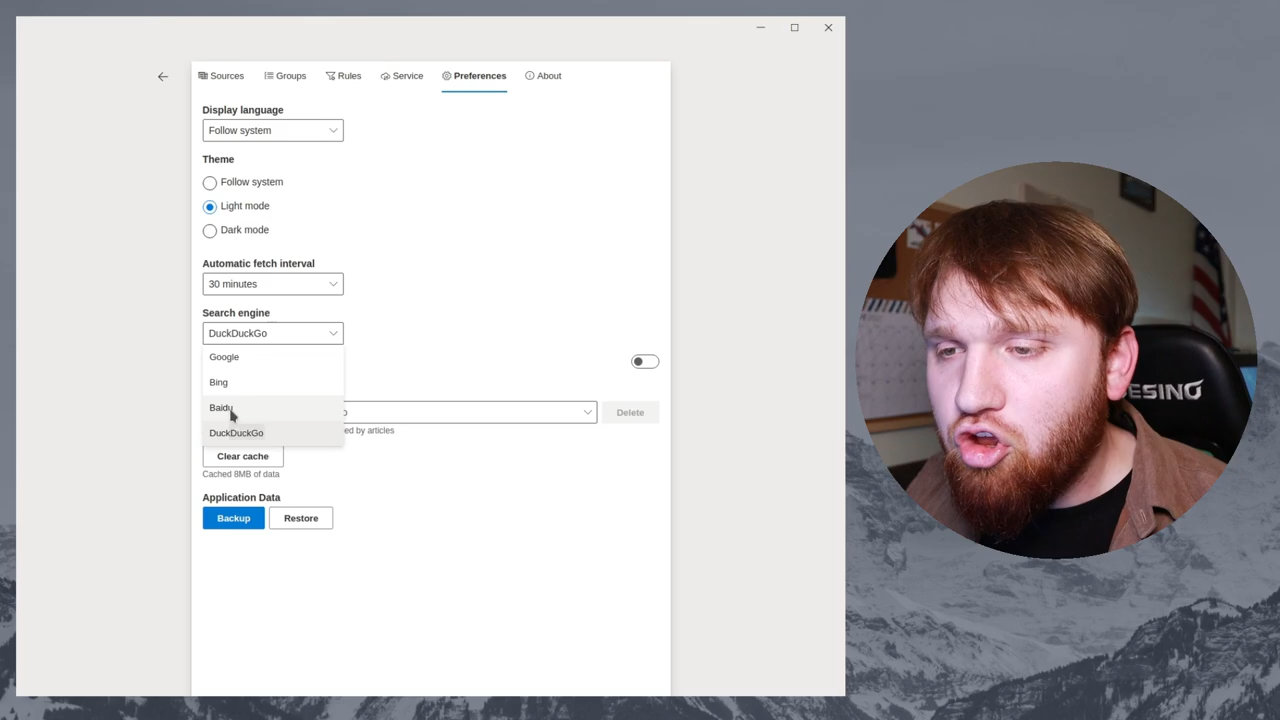 Sources Groups Rules Service Preferences About
Display language
Follow system
Theme
Follow system
Light mode
Dark mode
Automatic fetch interval
30 minutes
Search engine
DuckDuckGo
Google
Bing
Baidu
DuckDuckGo
Delete
ed by articles
Clear cache
Cached 8MB of data
Application Data
Backup Restore
ESING